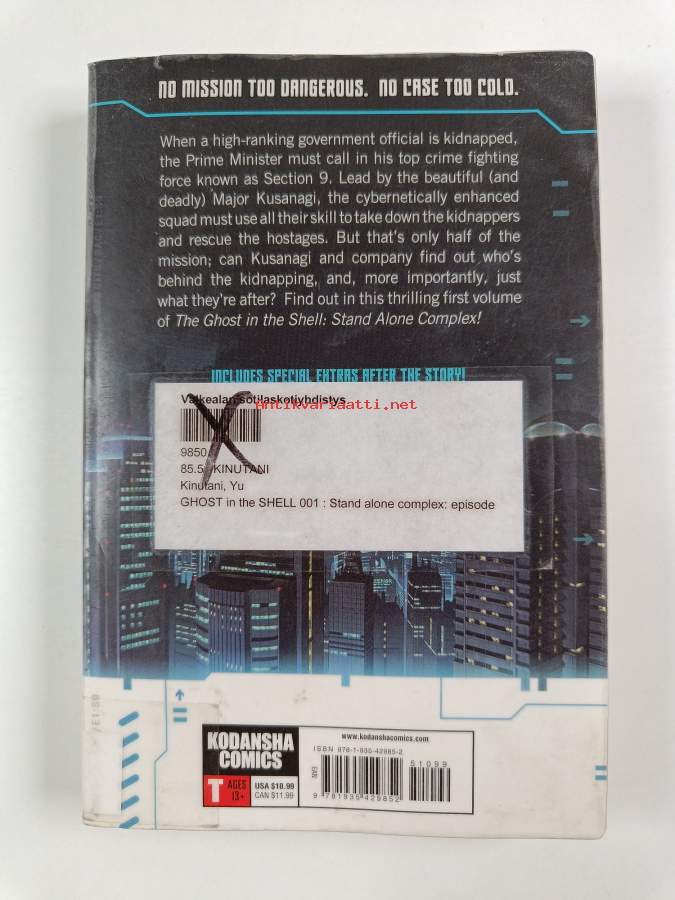 NO MISSION TOO DANGEROUS. NO CASE TOO COLD.
When a high-ranking government official is kidnapped,
the Prime Minister must call in his top crime fighting
force known as Section 9. Lead by the beautiful (and
deadly) Major Kusanagi, the cybernetically enhanced
squad must use all their skill to take down the kidnappers
and rescue the hostages. But that's only half of the
mission; can Kusanagi and company find out who's
behind the kidnapping, and, more importantly, just
what they're after? Find out in this thrilling first volume
of The Ghost in the Shell: Stand Alone Complex!
INCLUDES SPECIAL EXTRAS AFTER THE STORY!
Valkealan sotilaskotiyhdistys
Antikvariaatti.net
9850
85.5 KINUTANI
Kinutani, Yu
GHOST in the SHELL 001 : Stand alone complex: episode
KODANSHA
COMICS
T AGES
13+
USA $10.99
CAN $11.99
www.kodanshacomics.com
ISBN 978-1-935-42985-2
51099
EAN
9 781935 429852